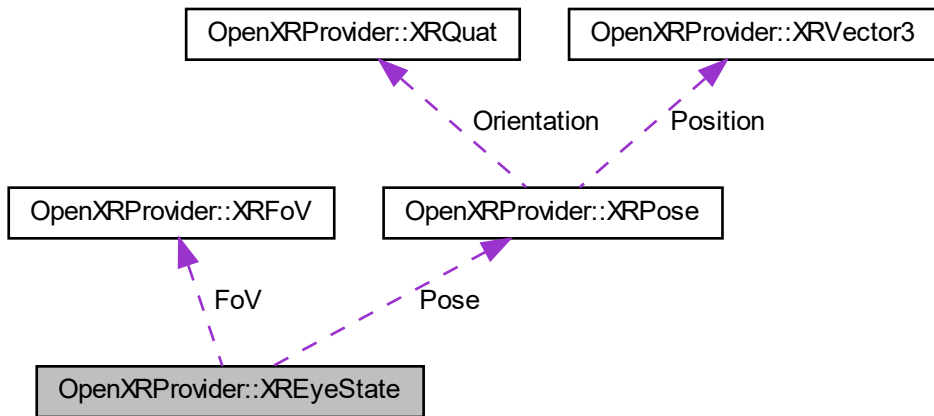 OpenXRProvider::XRQuat
OpenXRProvider::XRVector3
Orientation
Position
OpenXRProvider::XRFoV
OpenXRProvider::XRPose
FoV
Pose
OpenXRProvider::XREyeState